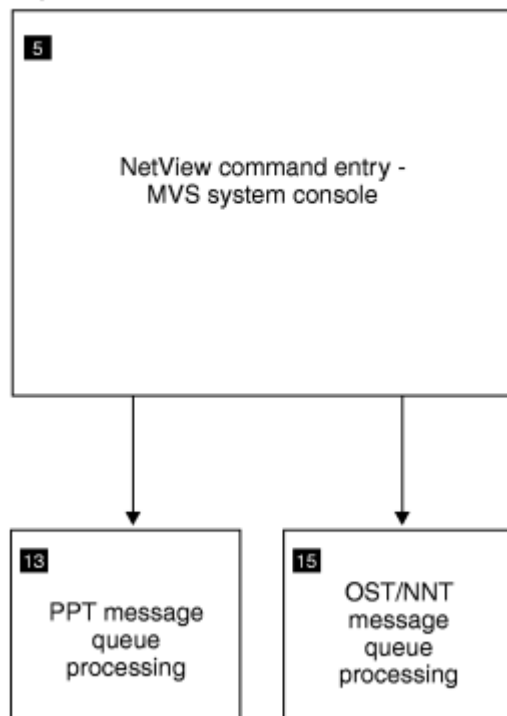 5
NetView command entry -
MVS system console
13
PPT message
queue
processing
15
OST/NNT
message
queue
processing